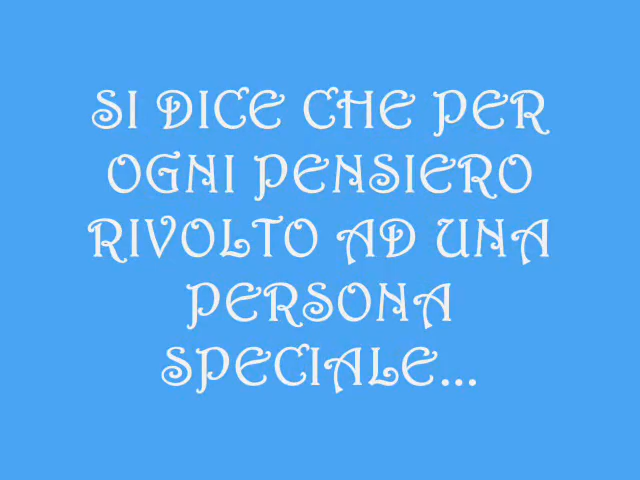 SI DICE CHE PER
OGNI PENSIERO
RIVOLTO AD UNA
PERSONA
SPECIALE...